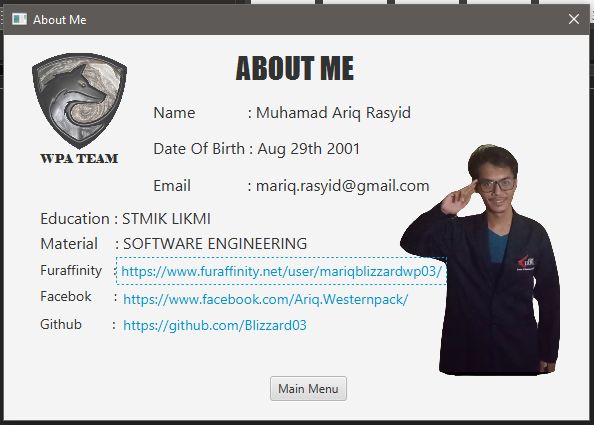 About Me
ABOUT ME
WPA TEAM
Name : Muhamad Ariq Rasyid
Date Of Birth : Aug 29th 2001
Email : mariq.rasyid@gmail.com
Education : STMIK LIKMI
Material : SOFTWARE ENGINEERING
Furaffinity : https://www.furaffinity.net/user/mariqblizzardwp03/
Facebok : https://www.facebook.com/Ariq.Westernpack/
Github : https://github.com/Blizzard03
Main Menu